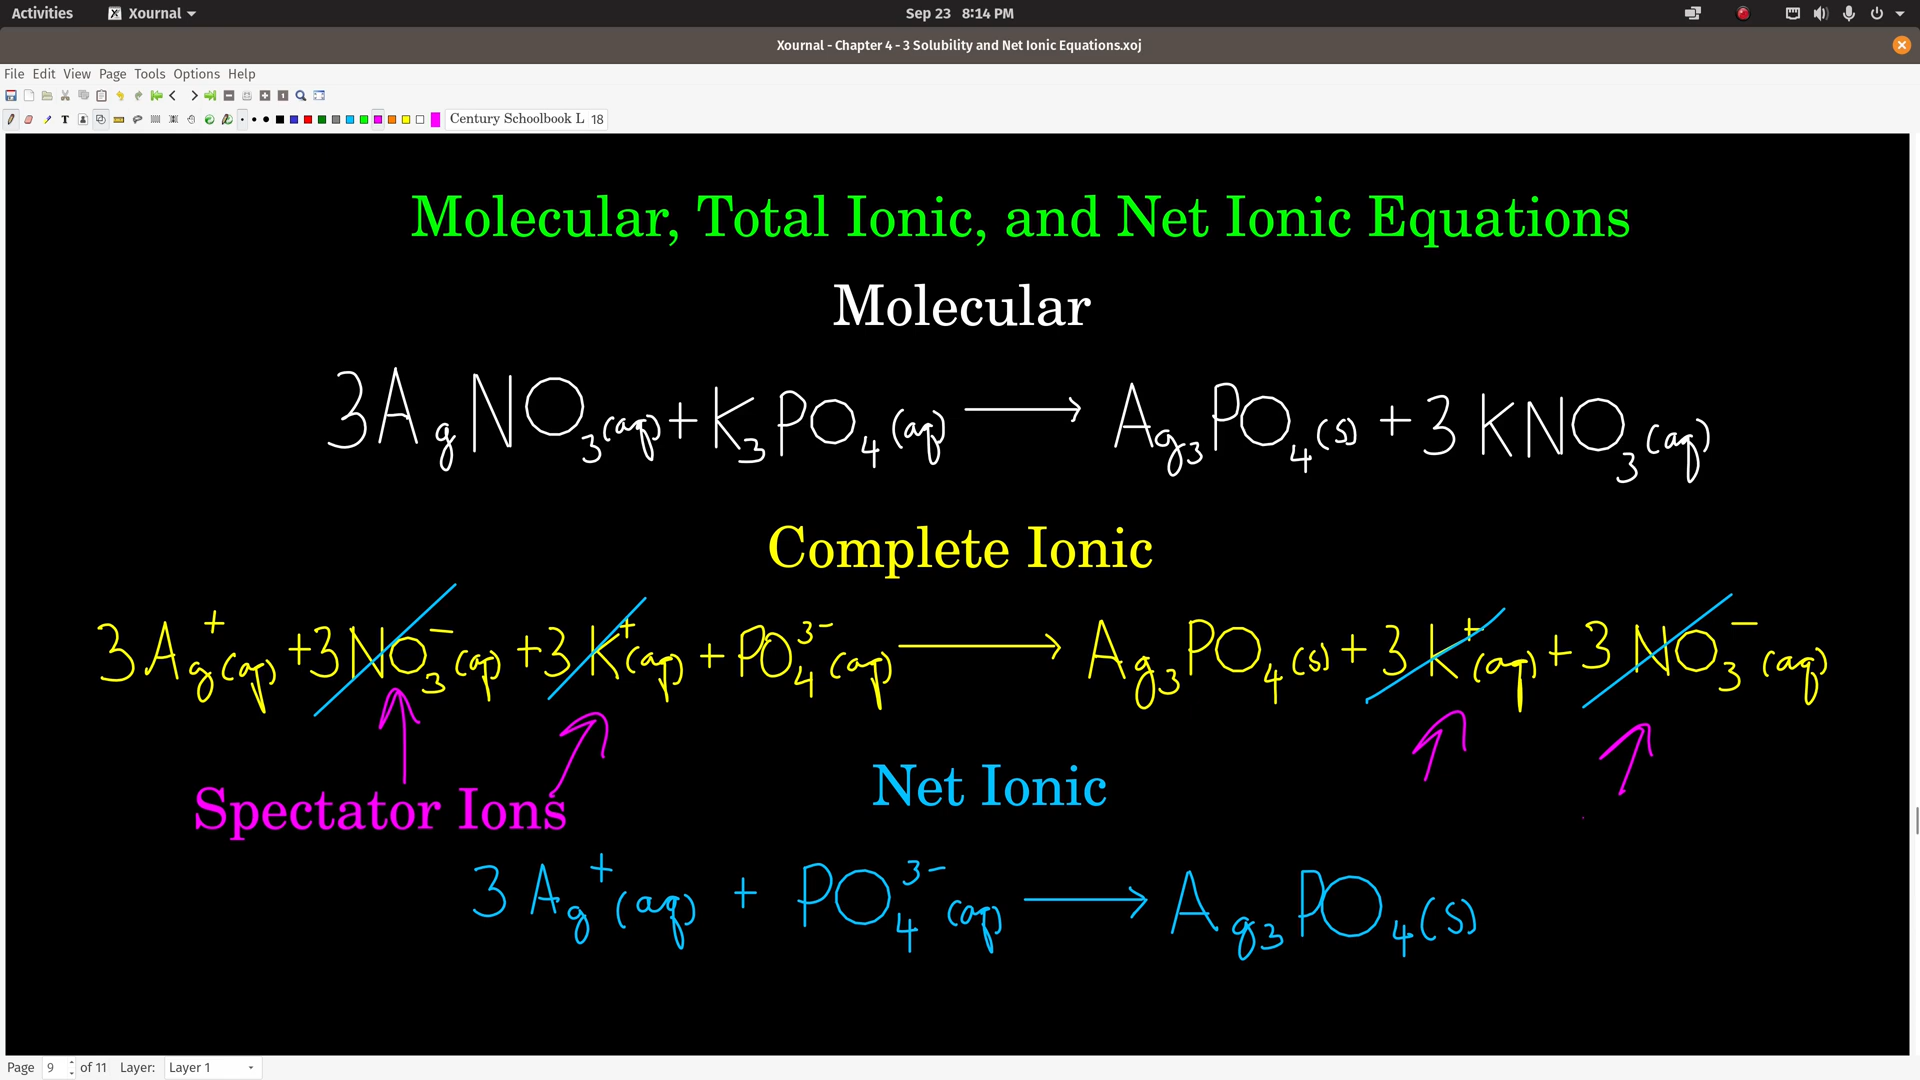 Activities Xournal Sep 23 8:14 PM
Xournal - Chapter 4 - 3 Solubility and Net Ionic Equations.xoj
File Edit View Page Tools Options Help
Century Schoolbook L 18
Molecular, Total Ionic, and Net Ionic Equations
Molecular
3AgNO₃(aq) + K₃PO₄(aq) ⟶ Ag₃PO₄(s) + 3KNO₃(aq)
Complete Ionic
3Ag⁺(aq) + 3NO₃⁻(aq) + 3K⁺(aq) + PO₄³⁻(aq) ⟶ Ag₃PO₄(s) + 3K⁺(aq) + 3NO₃⁻(aq)
Net Ionic
Spectator Ions
3Ag⁺(aq) + PO₄³⁻(aq) ⟶ Ag₃PO₄(s)
Page 9 of 11 Layer: Layer 1